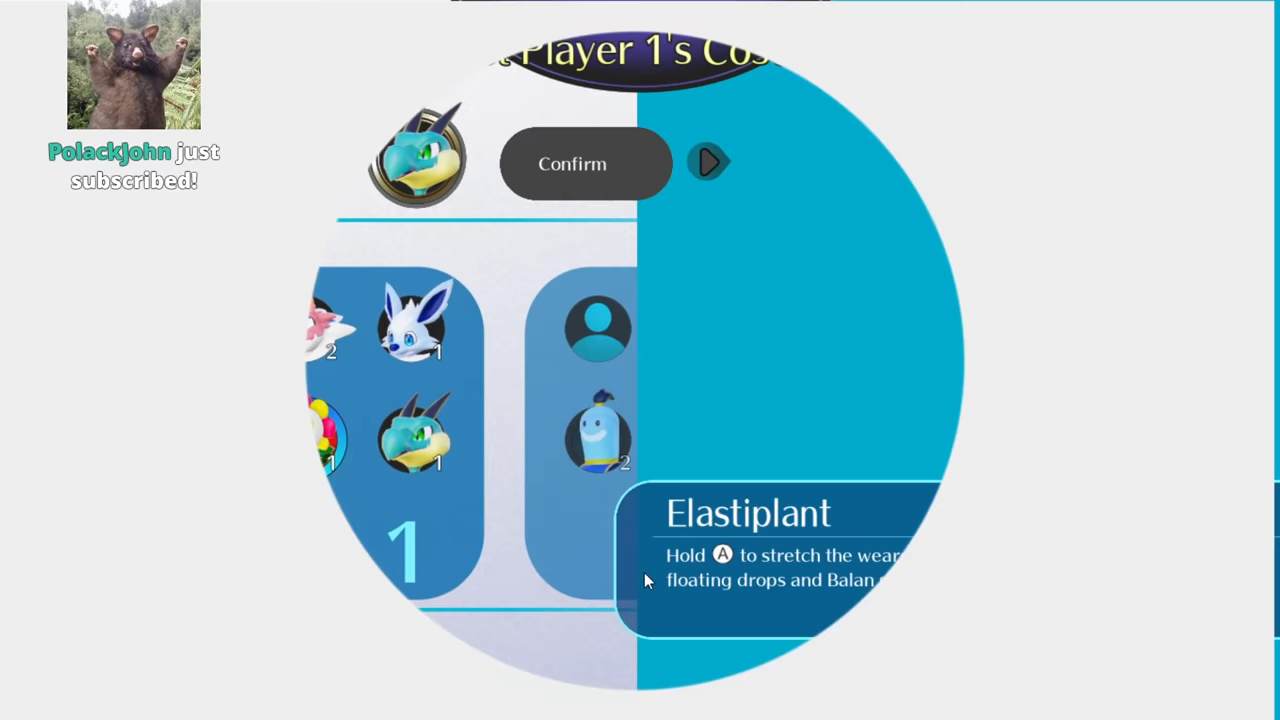 PolackJohn just
subscribed!
Player 1's Cos
Confirm
2
1
1
1
2
1
Elastiplant
Hold A to stretch the wear
floating drops and Balan